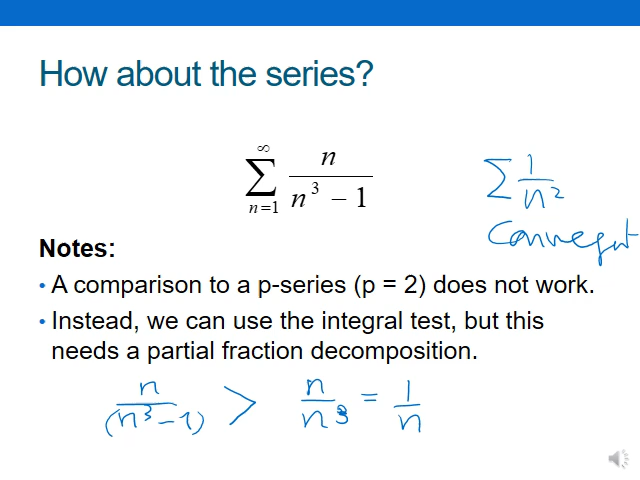 How about the series?
∞
∑ n / (n³ − 1)
n=1
∑ 1/n²
Convegent
Notes:
• A comparison to a p-series (p = 2) does not work.
• Instead, we can use the integral test, but this
needs a partial fraction decomposition.
n/(n³−1) > n/n³ = 1/n